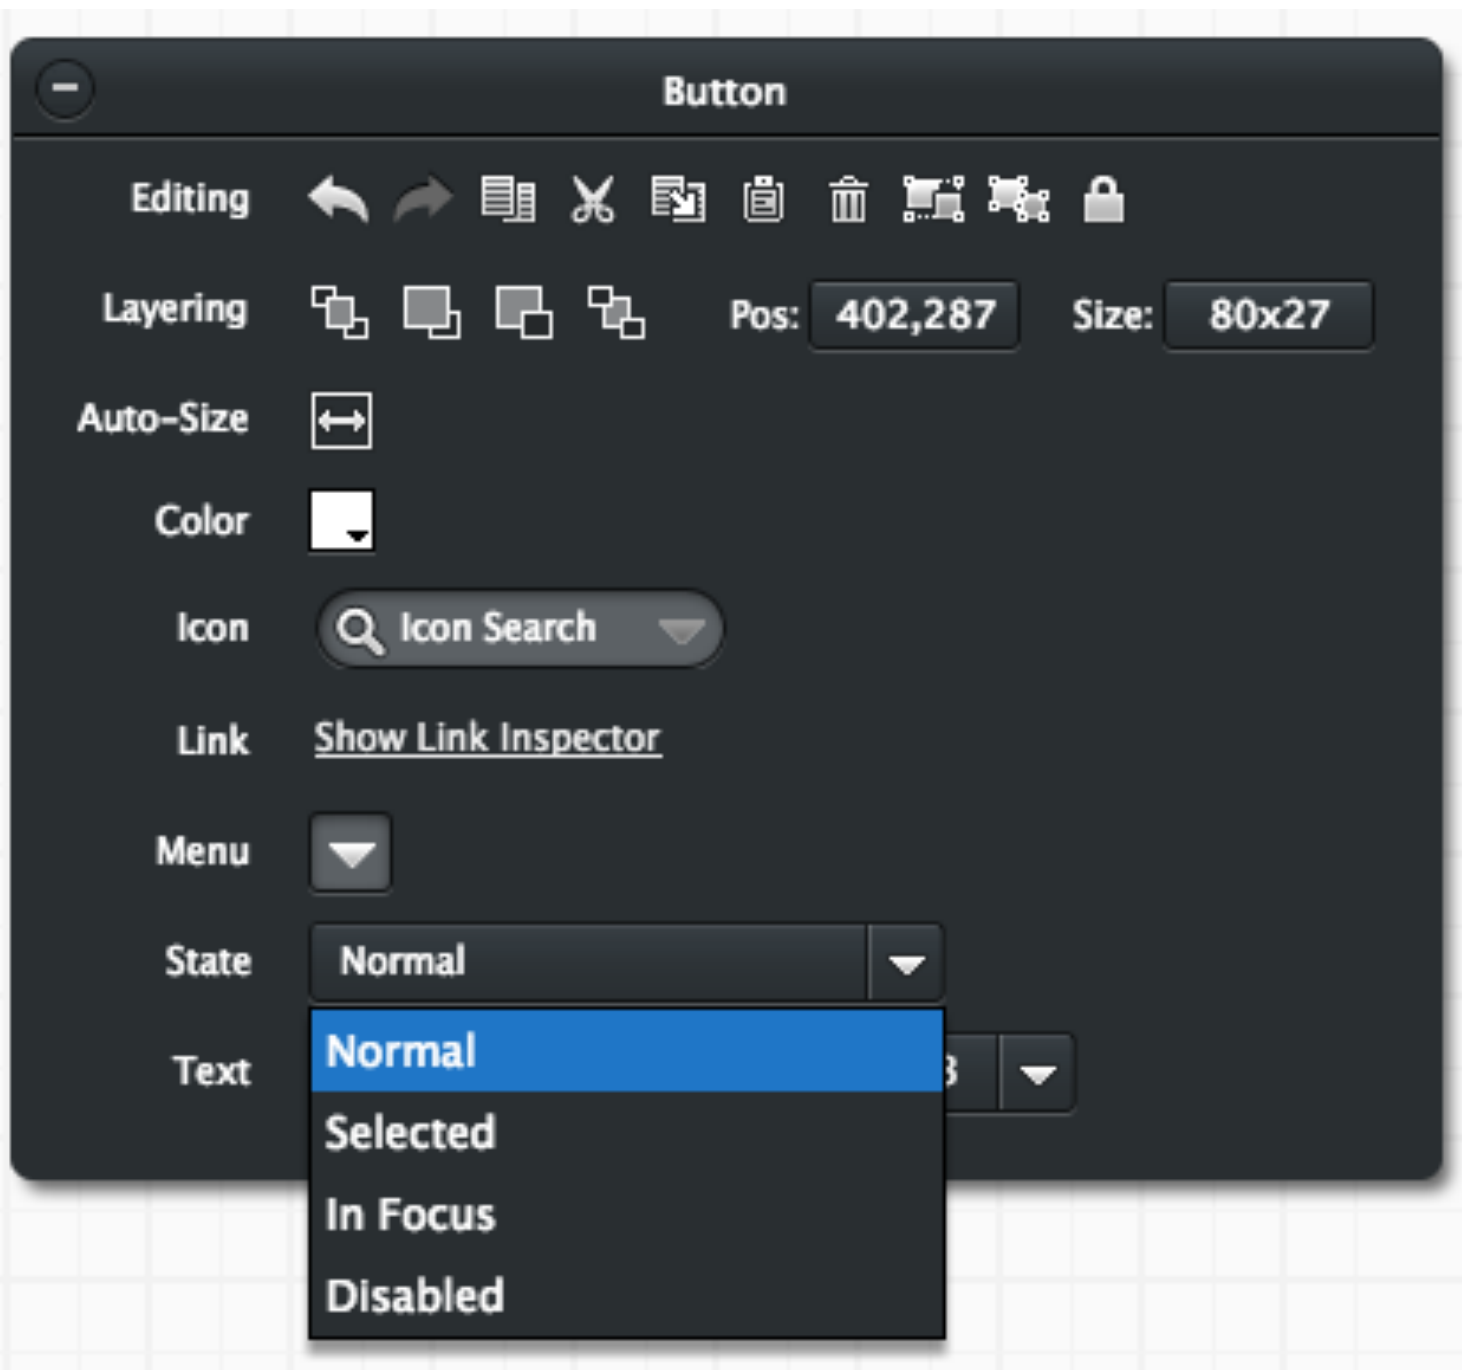 Button
Editing
Layering Pos: 402,287 Size: 80x27
Auto-Size
Color
Icon Icon Search
Link Show Link Inspector
Menu
State Normal
Normal
Text
Selected
In Focus
Disabled